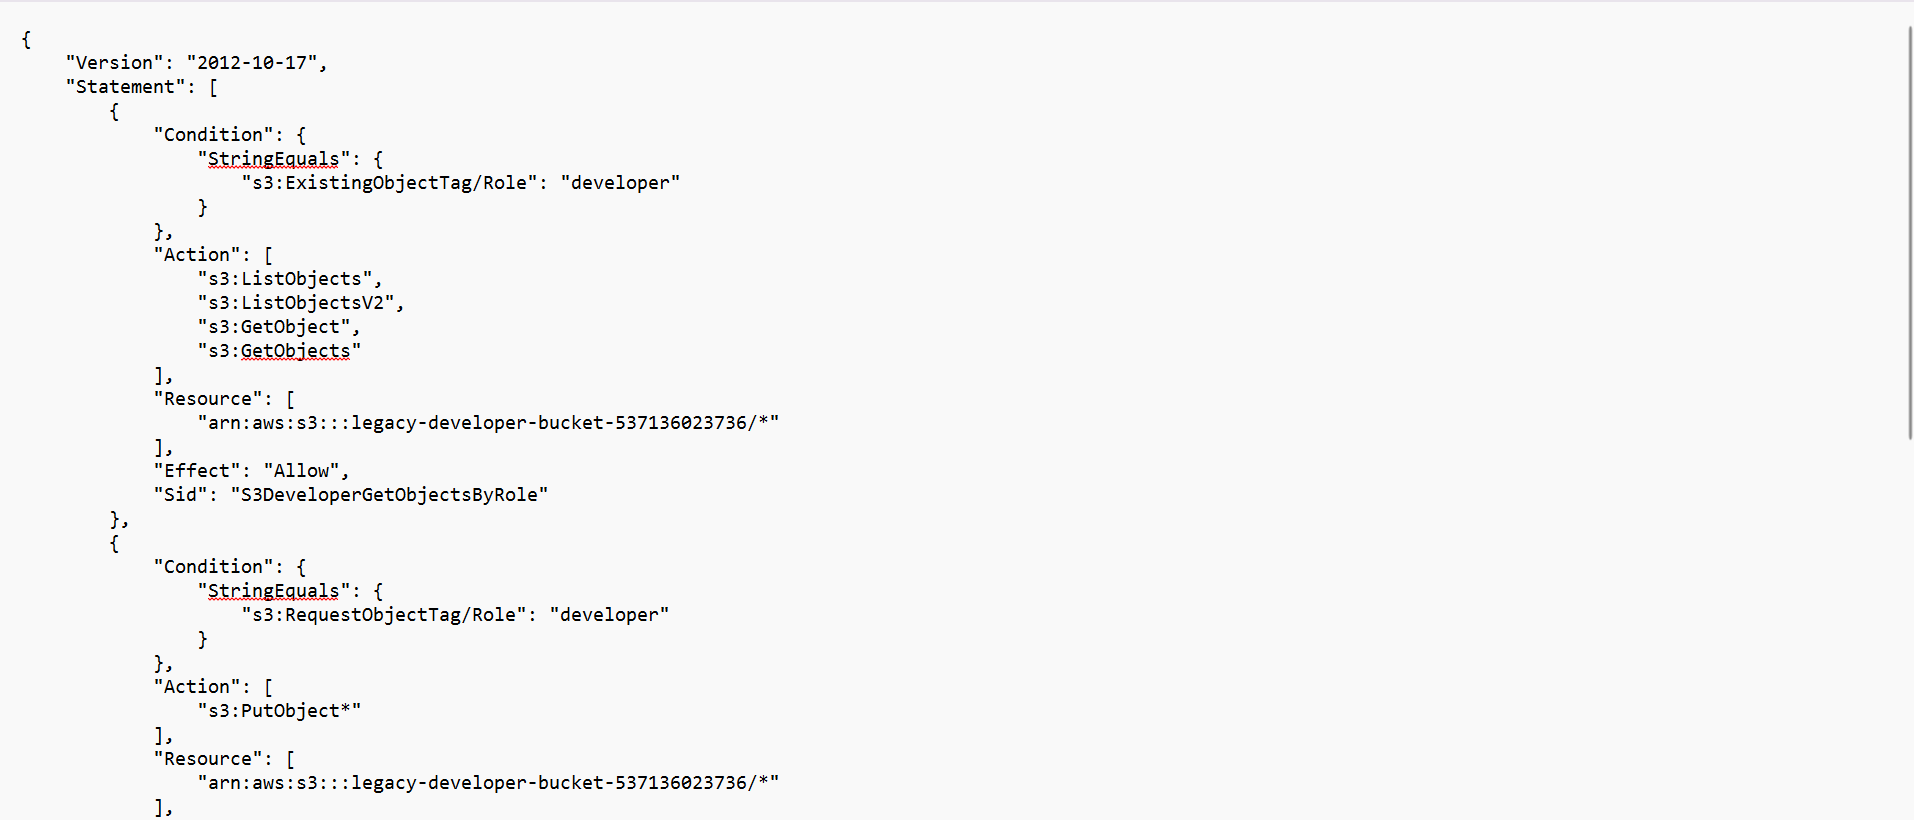 {
    "Version": "2012-10-17",
    "Statement": [
        {
            "Condition": {
                "StringEquals": {
                    "s3:ExistingObjectTag/Role": "developer"
                }
            },
            "Action": [
                "s3:ListObjects",
                "s3:ListObjectsV2",
                "s3:GetObject",
                "s3:GetObjects"
            ],
            "Resource": [
                "arn:aws:s3:::legacy-developer-bucket-537136023736/*"
            ],
            "Effect": "Allow",
            "Sid": "S3DeveloperGetObjectsByRole"
        },
        {
            "Condition": {
                "StringEquals": {
                    "s3:RequestObjectTag/Role": "developer"
                }
            },
            "Action": [
                "s3:PutObject*"
            ],
            "Resource": [
                "arn:aws:s3:::legacy-developer-bucket-537136023736/*"
            ],